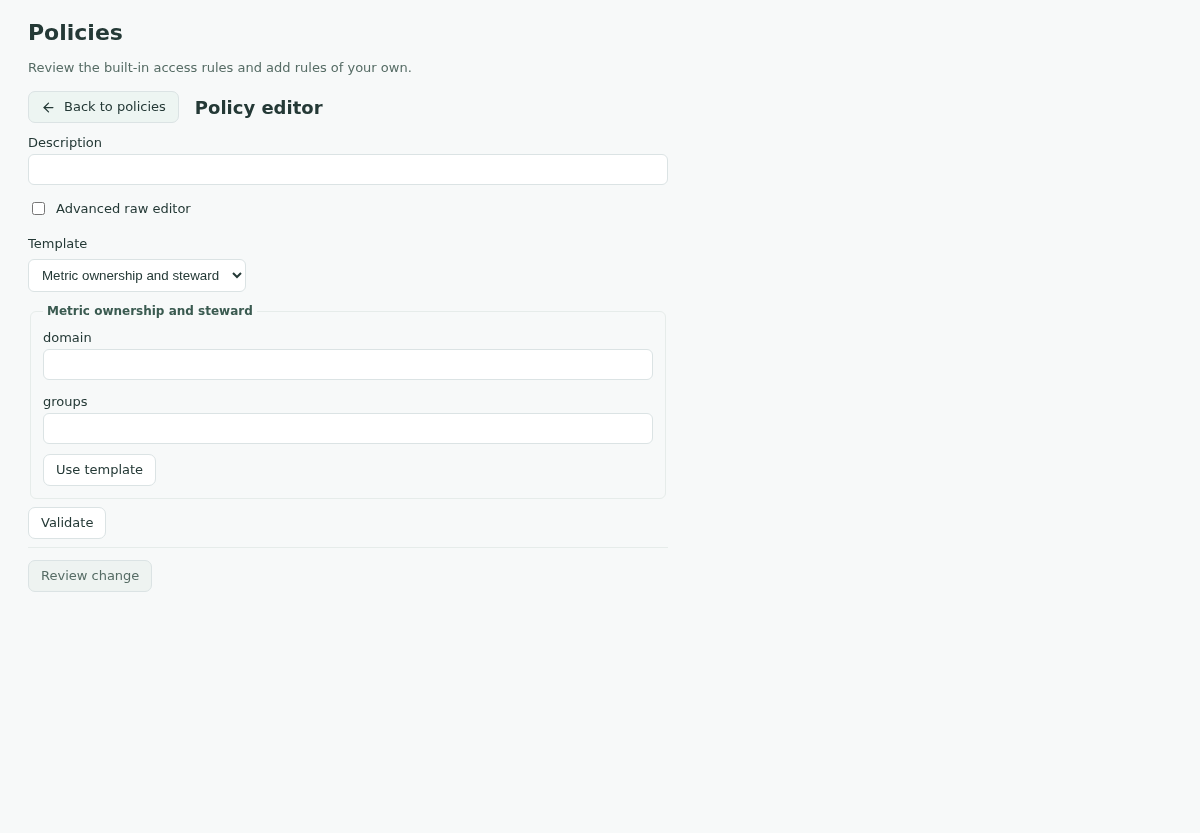 Policies
Review the built-in access rules and add rules of your own.
Back to policies
Policy editor
Description
Advanced raw editor
Template
Metric ownership and steward
Metric ownership and steward
domain
groups
Use template
Validate
Review change